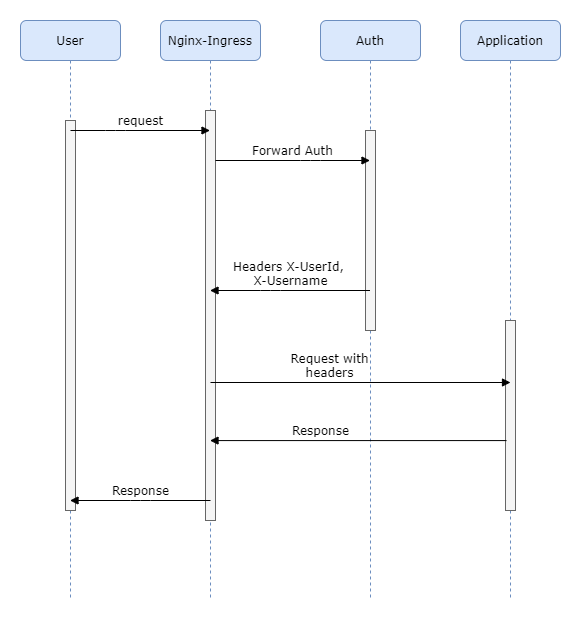 User
Nginx-Ingress
Auth
Application
request
Forward Auth
Headers X-UserId,
X-Username
Request with
headers
Response
Response